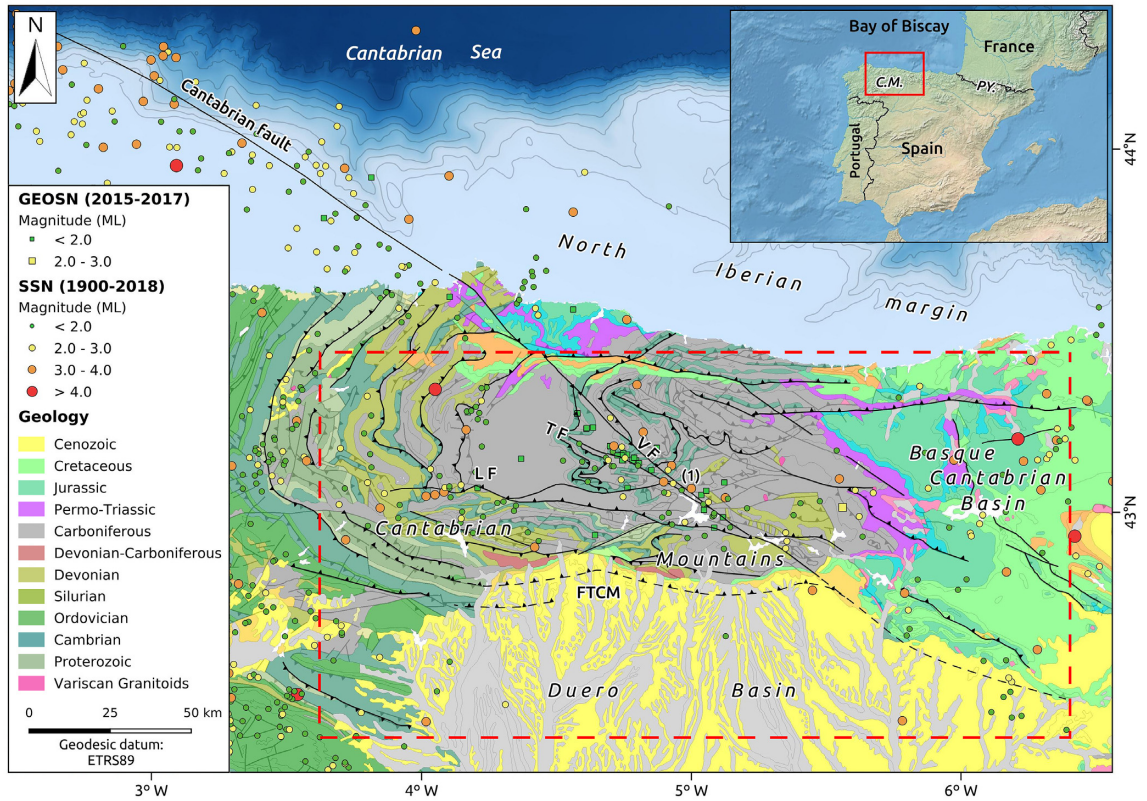 N
Cantabrian Sea
Cantabrian fault
Bay of Biscay
France
C.M.
PY.
Portugal
Spain
44°N
43°N
GEOSN (2015-2017)
Magnitude (ML)
< 2.0
2.0 - 3.0
SSN (1900-2018)
Magnitude (ML)
< 2.0
2.0 - 3.0
3.0 - 4.0
> 4.0
Geology
Cenozoic
Cretaceous
Jurassic
Permo-Triassic
Carboniferous
Devonian-Carboniferous
Devonian
Silurian
Ordovician
Cambrian
Proterozoic
Variscan Granitoids
0 25 50 km
Geodesic datum:
ETRS89
North
Iberian
margin
TF
VF
LF
(1)
Basque
Cantabrian
Basin
Cantabrian
Mountains
FTCM
Duero Basin
3°W 4°W 5°W 6°W